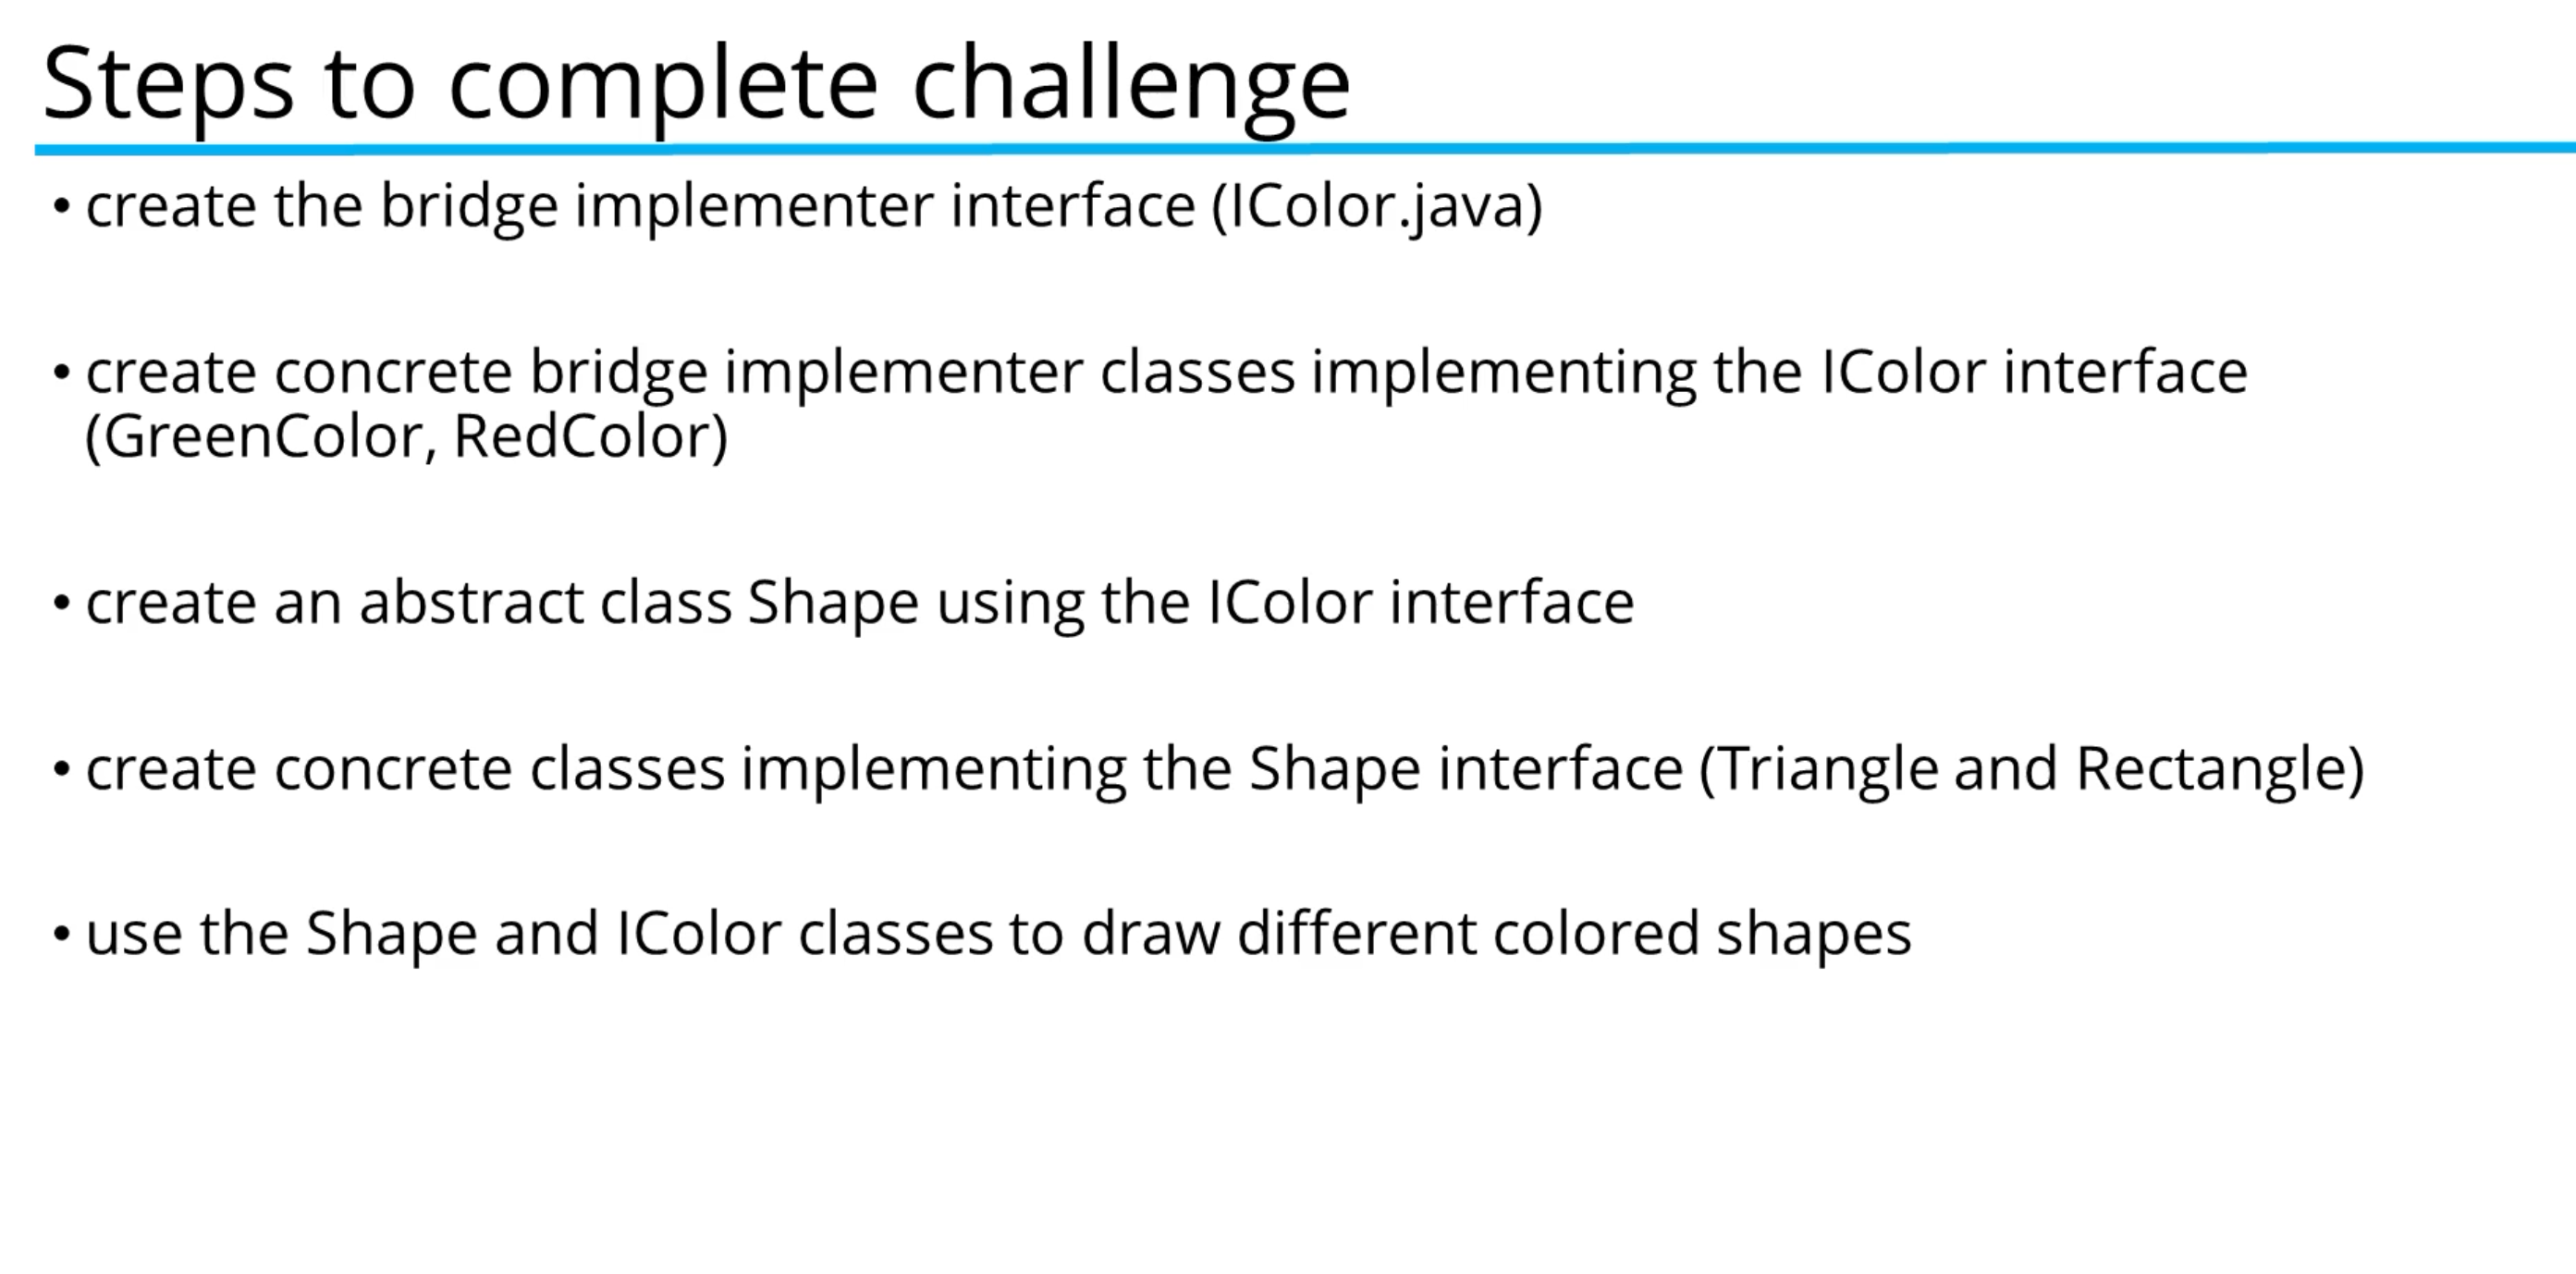 Steps to complete challenge
• create the bridge implementer interface (IColor.java)
• create concrete bridge implementer classes implementing the IColor interface
(GreenColor, RedColor)
• create an abstract class Shape using the IColor interface
• create concrete classes implementing the Shape interface (Triangle and Rectangle)
• use the Shape and IColor classes to draw different colored shapes